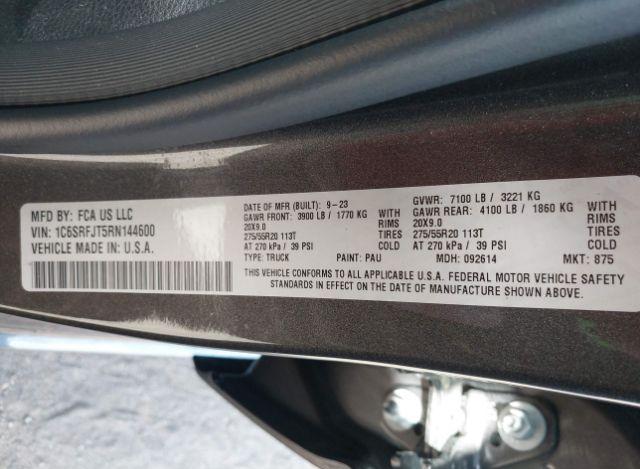 MFD BY: FCA US LLC
VIN: 1C6SRFJT5RN144600
VEHICLE MADE IN: U.S.A.
DATE OF MFR (BUILT): 9-23
GAWR FRONT: 3900 LB / 1770 KG WITH
20X9.0 RIMS
275/55R20 113T TIRES
AT 270 kPa / 39 PSI COLD
TYPE: TRUCK PAINT: PAU
GVWR: 7100 LB / 3221 KG
GAWR REAR: 4100 LB / 1860 KG WITH
20X9.0 RIMS
275/55R20 113T TIRES
AT 270 kPa / 39 PSI COLD
MDH: 092614 MKT: 875
THIS VEHICLE CONFORMS TO ALL APPLICABLE U.S.A. FEDERAL MOTOR VEHICLE SAFETY
STANDARDS IN EFFECT ON THE DATE OF MANUFACTURE SHOWN ABOVE.